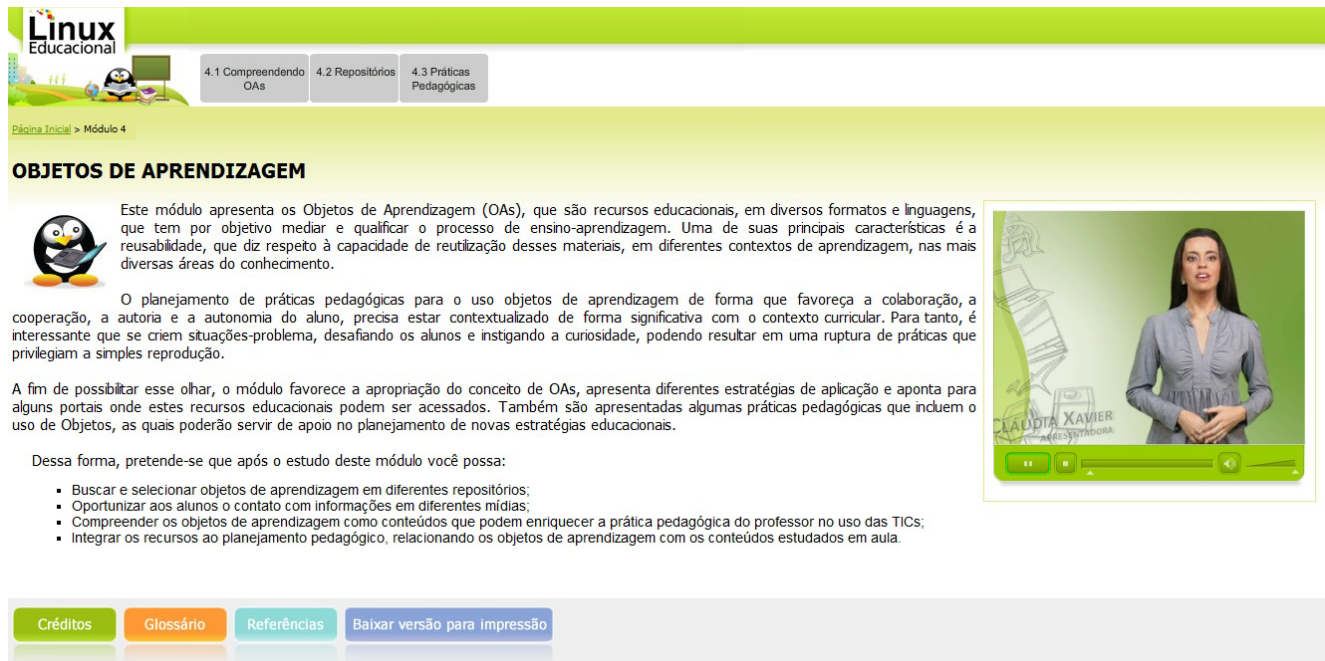 Linux
Educacional
4.1 Compreendendo
OAs
4.2 Repositórios
4.3 Práticas
Pedagógicas
Página Inicial > Módulo 4
OBJETOS DE APRENDIZAGEM
Este módulo apresenta os Objetos de Aprendizagem (OAs), que são recursos educacionais, em diversos formatos e linguagens,
que tem por objetivo mediar e qualificar o processo de ensino-aprendizagem. Uma de suas principais características é a
reusabilidade, que diz respeito à capacidade de reutilização desses materiais, em diferentes contextos de aprendizagem, nas mais
diversas áreas do conhecimento.
O planejamento de práticas pedagógicas para o uso objetos de aprendizagem de forma que favoreça a colaboração, a
cooperação, a autoria e a autonomia do aluno, precisa estar contextualizado de forma significativa com o contexto curricular. Para tanto, é
interessante que se criem situações-problema, desafiando os alunos e instigando a curiosidade, podendo resultar em uma ruptura de práticas que
privilegiam a simples reprodução.
A fim de possibilitar esse olhar, o módulo favorece a apropriação do conceito de OAs, apresenta diferentes estratégias de aplicação e aponta para
alguns portais onde estes recursos educacionais podem ser acessados. Também são apresentadas algumas práticas pedagógicas que incluem o
uso de Objetos, as quais poderão servir de apoio no planejamento de novas estratégias educacionais.
Dessa forma, pretende-se que após o estudo deste módulo você possa:
▪ Buscar e selecionar objetos de aprendizagem em diferentes repositórios;
▪ Oportunizar aos alunos o contato com informações em diferentes mídias;
▪ Compreender os objetos de aprendizagem como conteúdos que podem enriquecer a prática pedagógica do professor no uso das TICs;
▪ Integrar os recursos ao planejamento pedagógico, relacionando os objetos de aprendizagem com os conteúdos estudados em aula.
CLAUDIA XAVIER
APRESENTADORA
Créditos
Glossário
Referências
Baixar versão para impressão